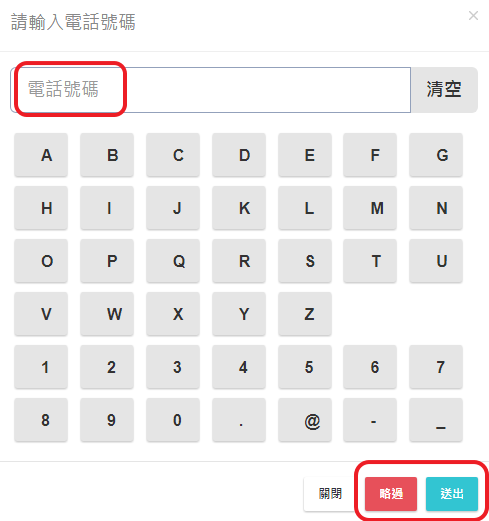 請輸入電話號碼 ×
電話號碼 清空
A B C D E F G
H I J K L M N
O P Q R S T U
V W X Y Z
1 2 3 4 5 6 7
8 9 0 . @ - _
關閉 略過 送出